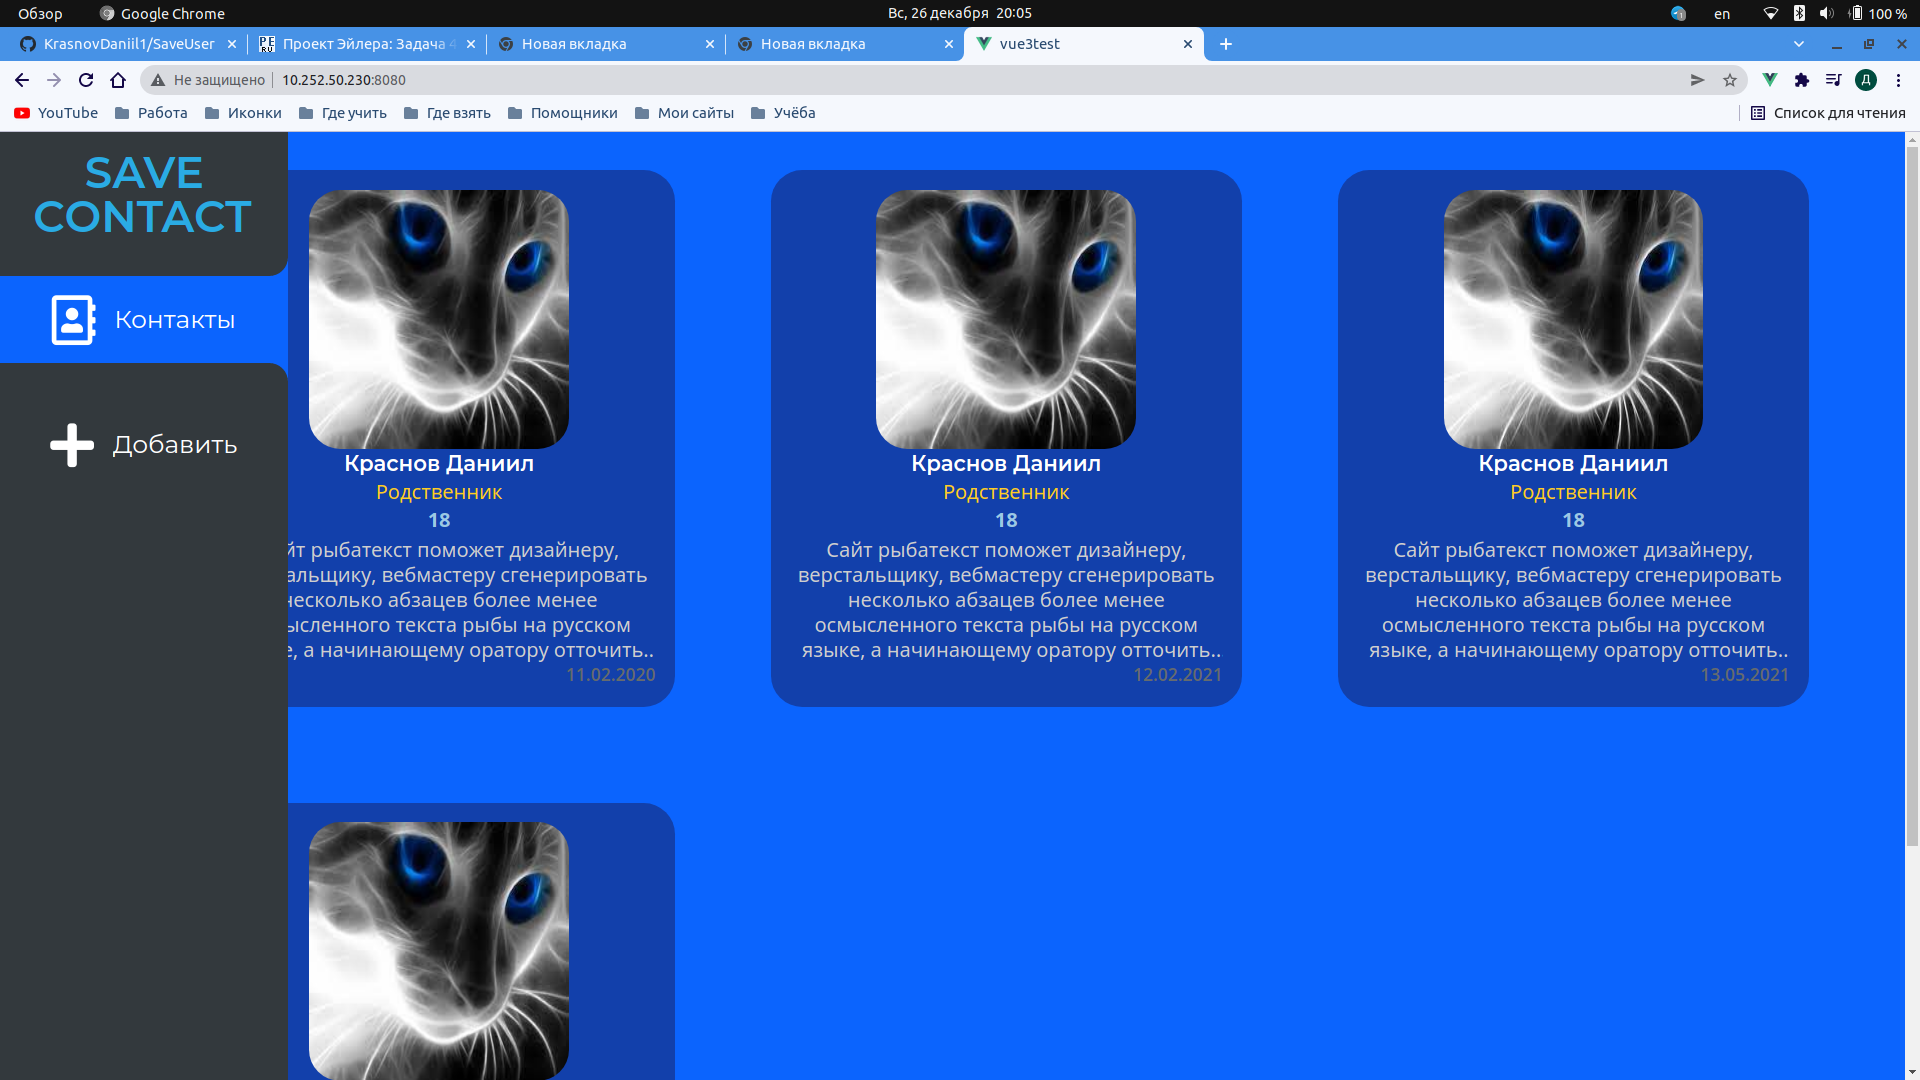 Обзор
Google Chrome
Вс, 26 декабря 20:05
en
100 %
KrasnovDaniil1/SaveUser
Проект Эйлера: Задача 4
Новая вкладка
Новая вкладка
vue3test
Не защищено
10.252.50.230:8080
Д
YouTube
Работа
Иконки
Где учить
Где взять
Помощники
Мои сайты
Учёба
Список для чтения
SAVE
CONTACT
Контакты
Добавить
Краснов Даниил
Родственник
18
йт рыбатекст поможет дизайнеру,
альщику, вебмастеру сгенерировать
несколько абзацев более менее
ысленного текста рыбы на русском
е, а начинающему оратору отточить..
11.02.2020
Краснов Даниил
Родственник
18
Сайт рыбатекст поможет дизайнеру,
верстальщику, вебмастеру сгенерировать
несколько абзацев более менее
осмысленного текста рыбы на русском
языке, а начинающему оратору отточить..
12.02.2021
Краснов Даниил
Родственник
18
Сайт рыбатекст поможет дизайнеру,
верстальщику, вебмастеру сгенерировать
несколько абзацев более менее
осмысленного текста рыбы на русском
языке, а начинающему оратору отточить..
13.05.2021